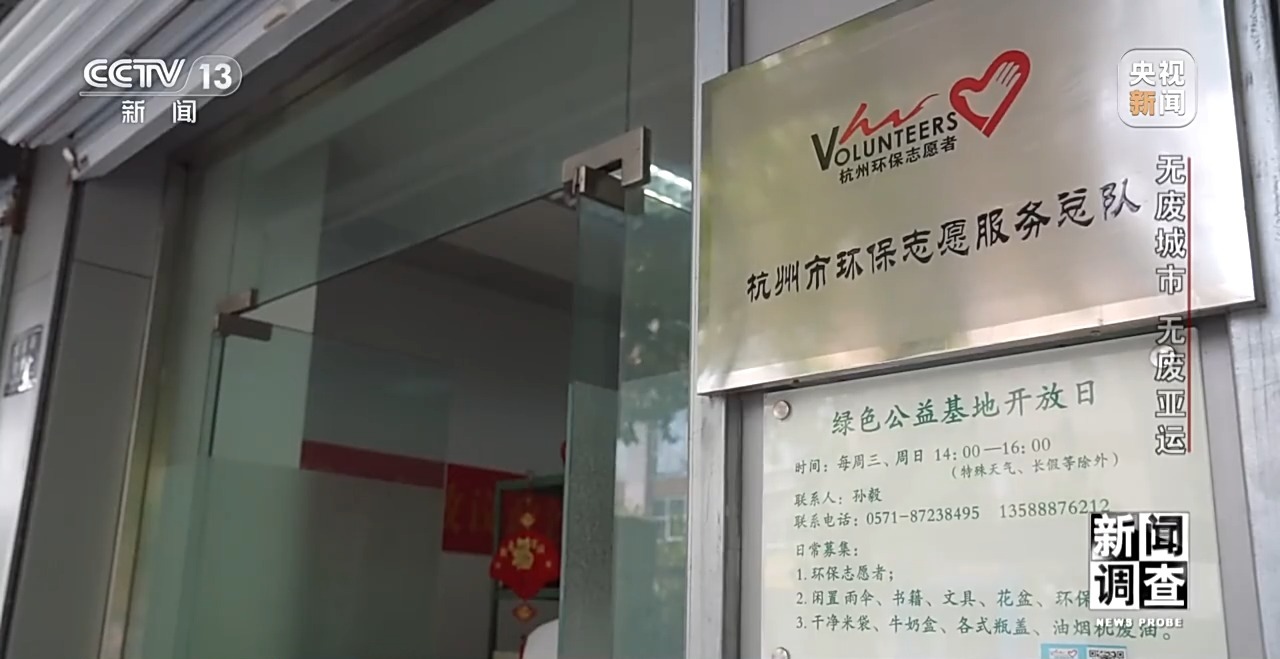 CCTV 13
新闻
央视
新闻
无废城市 无废亚运
VOLUNTEERS
杭州环保志愿者
杭州市环保志愿服务总队
绿色公益基地开放日
时间：每周三、周日 14：00—16：00
（特殊天气、长假等除外）
联系人：孙毅
联系电话：0571-87238495 13588876212
日常募集：
1.环保志愿者；
2.闲置雨伞、书籍、文具、花盆、环保
3.干净米袋、牛奶盒、各式瓶盖、油烟机废油。
新闻
调查
NEWS PROBE